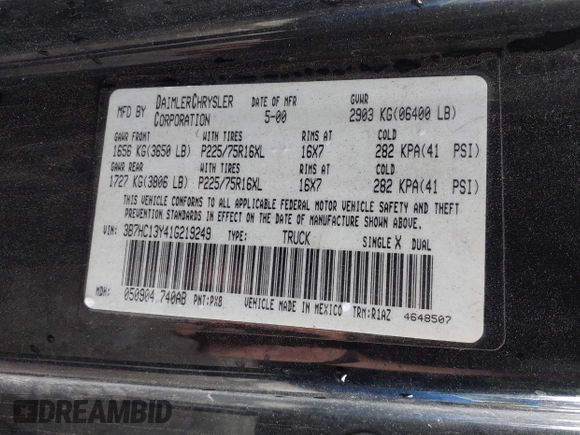 MFD BY DAIMLERCHRYSLER CORPORATION DATE OF MFR 5-00 GVWR 2903 KG(06400 LB)
GAWR FRONT WITH TIRES RIMS AT COLD
1656 KG(3650 LB) P225/75R16XL 16X7 282 KPA(41 PSI)
GAWR REAR WITH TIRES RIMS AT COLD
1727 KG(3806 LB) P225/75R16XL 16X7 282 KPA(41 PSI)
THIS VEHICLE CONFORMS TO ALL APPLICABLE FEDERAL MOTOR VEHICLE SAFETY AND THEFT
PREVENTION STANDARDS IN EFFECT ON THE DATE OF MANUFACTURE SHOWN ABOVE.
VIN: 3B7HC13Y41G219249 TYPE: TRUCK SINGLE X DUAL
MDH: 050904 740AB PNT:PX8 VEHICLE MADE IN MEXICO TRN:R1AZ 4648507
DREAMBID